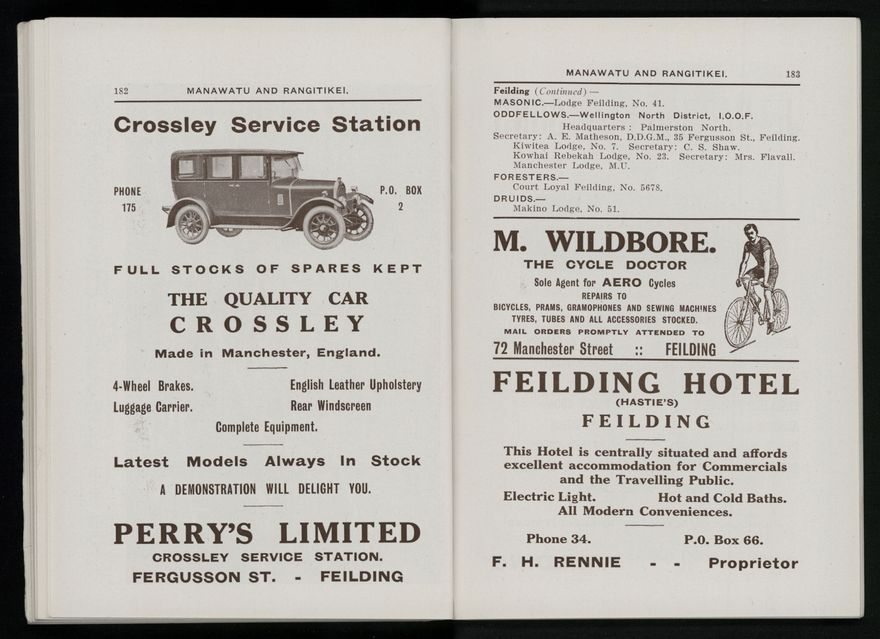 182 MANAWATU AND RANGITIKEI.
Crossley Service Station
PHONE
175
P.O. BOX
2
FULL STOCKS OF SPARES KEPT
THE QUALITY CAR
CROSSLEY
Made in Manchester, England.
4-Wheel Brakes. English Leather Upholstery
Luggage Carrier. Rear Windscreen
Complete Equipment.
Latest Models Always In Stock
A DEMONSTRATION WILL DELIGHT YOU.
PERRY'S LIMITED
CROSSLEY SERVICE STATION.
FERGUSSON ST. - FEILDING
MANAWATU AND RANGITIKEI. 183
Feilding (Continued) —
MASONIC.—Lodge Feilding, No. 41.
ODDFELLOWS.—Wellington North District, I.O.O.F.
Headquarters : Palmerston North.
Secretary: A. E. Matheson, D.D.G.M., 35 Fergusson St., Feilding.
Kiwitea Lodge, No. 7. Secretary: C. S. Shaw.
Kowhai Rebekah Lodge, No. 23. Secretary: Mrs. Flavall.
Manchester Lodge, M.U.
FORESTERS.—
Court Loyal Feilding, No. 5678.
DRUIDS.—
Makino Lodge, No. 51.
M. WILDBORE.
THE CYCLE DOCTOR
Sole Agent for AERO Cycles
REPAIRS TO
BICYCLES, PRAMS, GRAMOPHONES AND SEWING MACHINES
TYRES, TUBES AND ALL ACCESSORIES STOCKED.
MAIL ORDERS PROMPTLY ATTENDED TO
72 Manchester Street :: FEILDING
FEILDING HOTEL
(HASTIE'S)
FEILDING
This Hotel is centrally situated and affords
excellent accommodation for Commercials
and the Travelling Public.
Electric Light. Hot and Cold Baths.
All Modern Conveniences.
Phone 34. P.O. Box 66.
F. H. RENNIE - - Proprietor